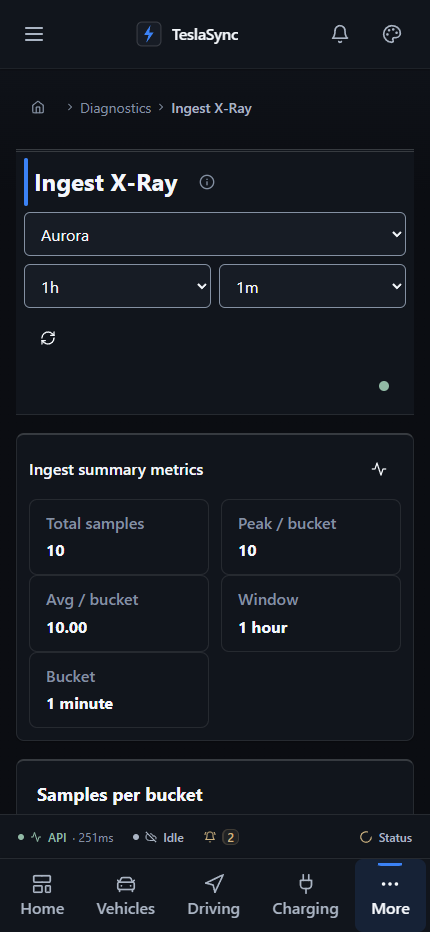 TeslaSync
Diagnostics Ingest X-Ray
Ingest X-Ray
Aurora
1h 1m
Ingest summary metrics
Total samples Peak / bucket
10 10
Avg / bucket Window
10.00 1 hour
Bucket
1 minute
Samples per bucket
API · 251ms Idle 2 Status
Home Vehicles Driving Charging More